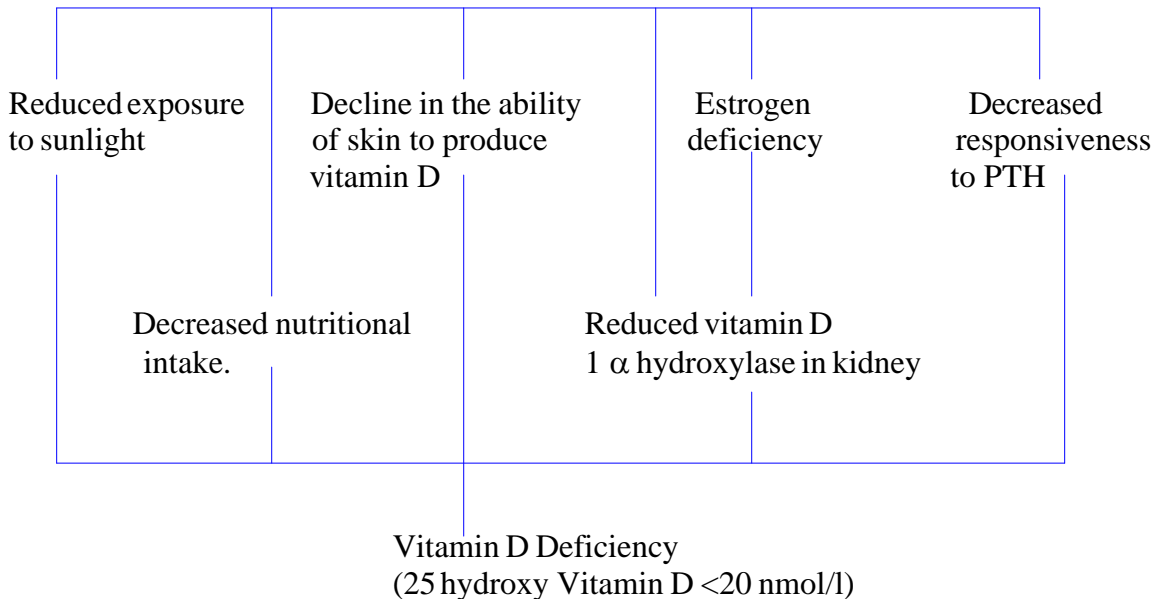 Reduced exposure
to sunlight
Decline in the ability
of skin to produce
vitamin D
Estrogen
deficiency
Decreased
responsiveness
to PTH
Decreased nutritional
intake.
Reduced vitamin D
1 α hydroxylase in kidney
Vitamin D Deficiency
(25 hydroxy Vitamin D <20 nmol/l)